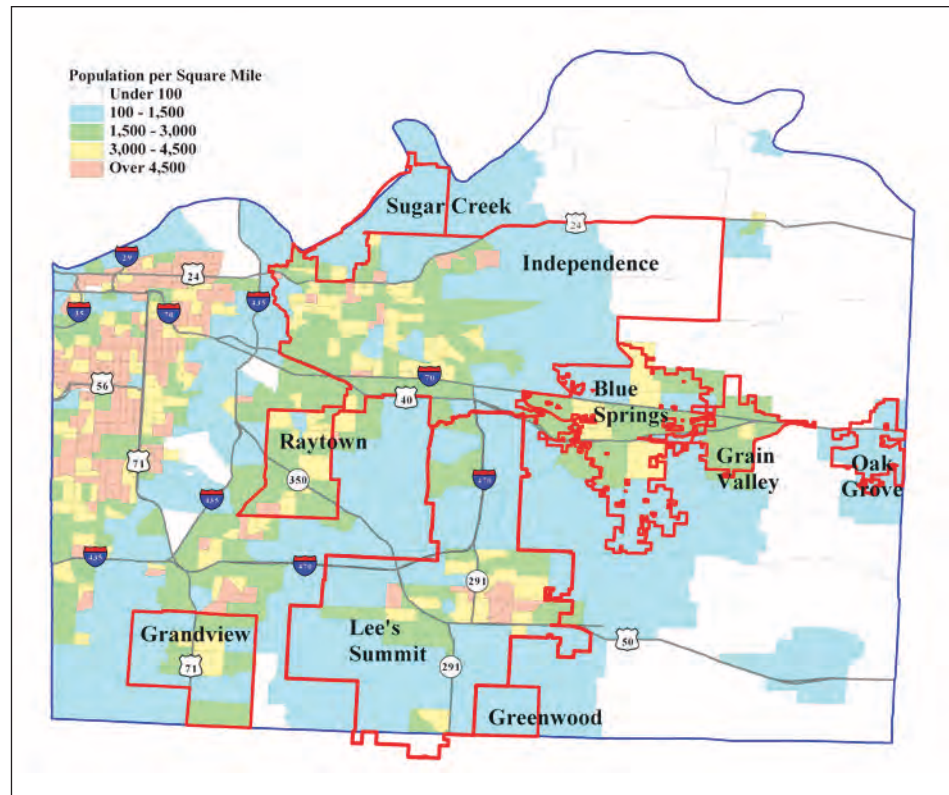 Population per Square Mile
Under 100
100 - 1,500
1,500 - 3,000
3,000 - 4,500
Over 4,500
Sugar Creek
24
Independence
29
24
435
35
70
70
40
Blue
Springs
56
Raytown
71
350
470
Grain
Valley
Oak
Grove
435
435
470
291
Grandview
Lee's
Summit
50
71
291
Greenwood